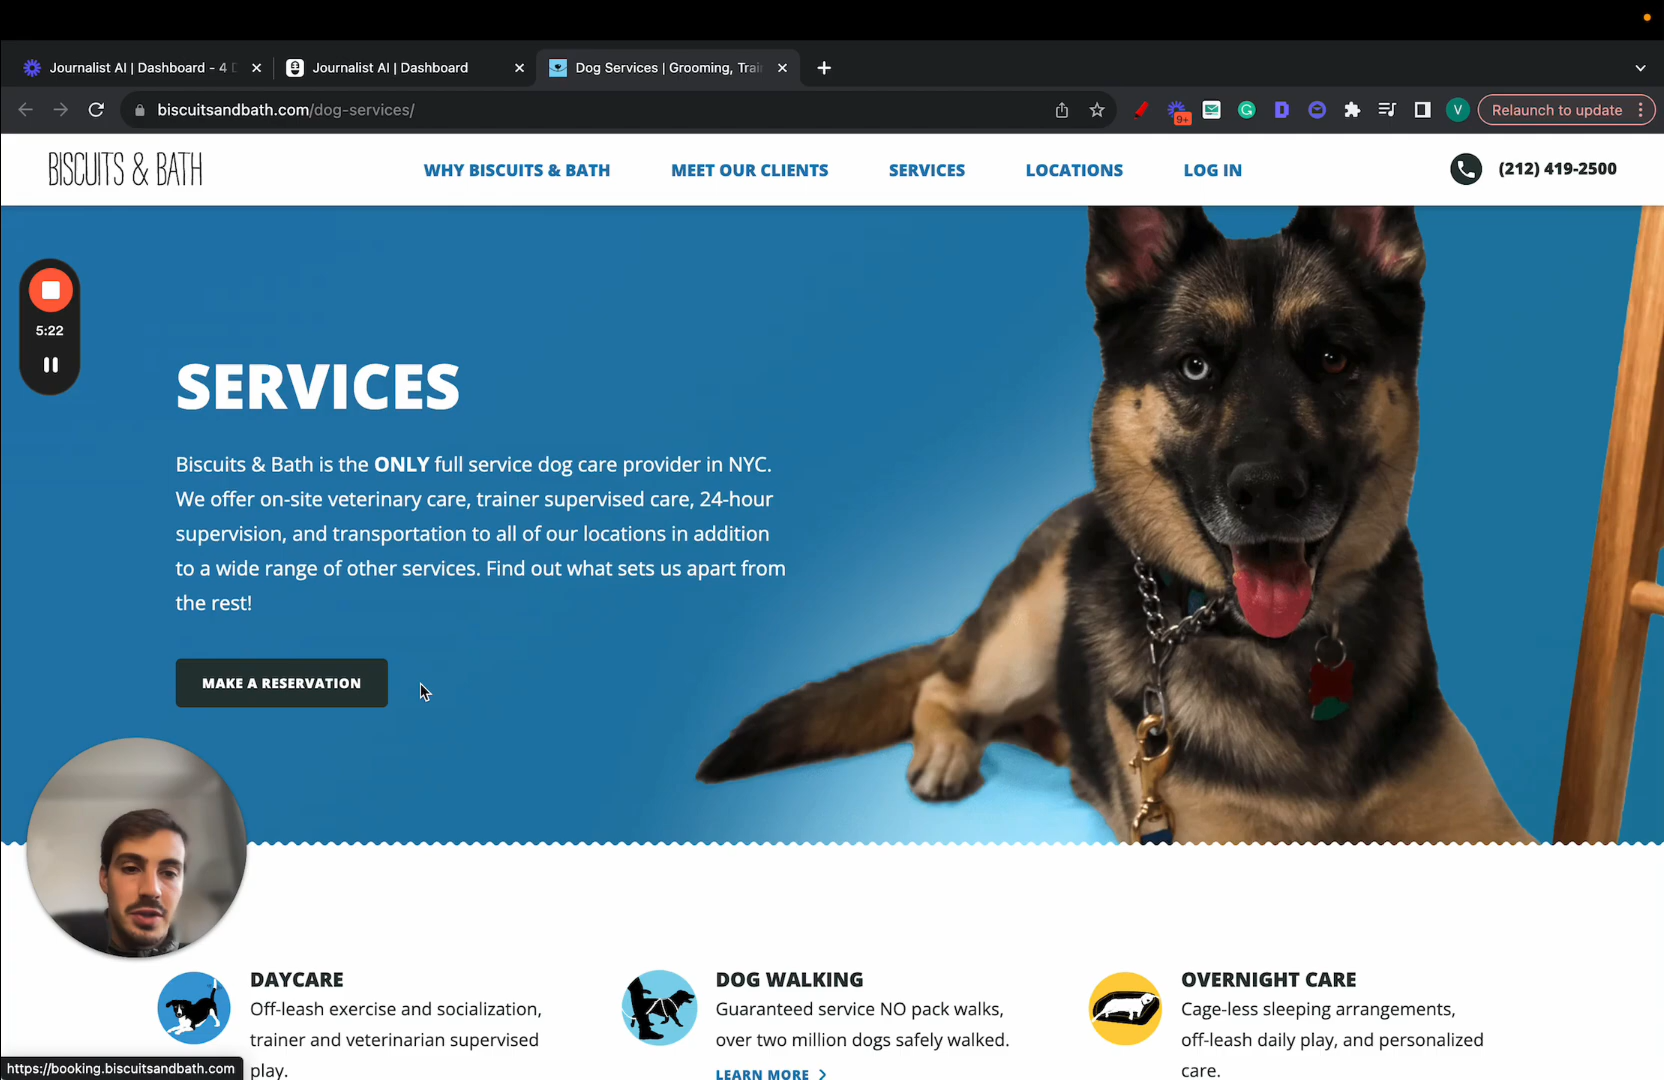 Journalist AI | Dashboard - 4 D
Journalist AI | Dashboard
Dog Services | Grooming, Trai
biscuitsandbath.com/dog-services/
9+
D
V
Relaunch to update
BISCUITS & BATH
WHY BISCUITS & BATH
MEET OUR CLIENTS
SERVICES
LOCATIONS
LOG IN
(212) 419-2500
5:22
SERVICES
Biscuits & Bath is the ONLY full service dog care provider in NYC.
We offer on-site veterinary care, trainer supervised care, 24-hour
supervision, and transportation to all of our locations in addition
to a wide range of other services. Find out what sets us apart from
the rest!
MAKE A RESERVATION
DAYCARE
Off-leash exercise and socialization,
trainer and veterinarian supervised
play.
DOG WALKING
Guaranteed service NO pack walks,
over two million dogs safely walked.
LEARN MORE
OVERNIGHT CARE
Cage-less sleeping arrangements,
off-leash daily play, and personalized
care.
https://booking.biscuitsandbath.com